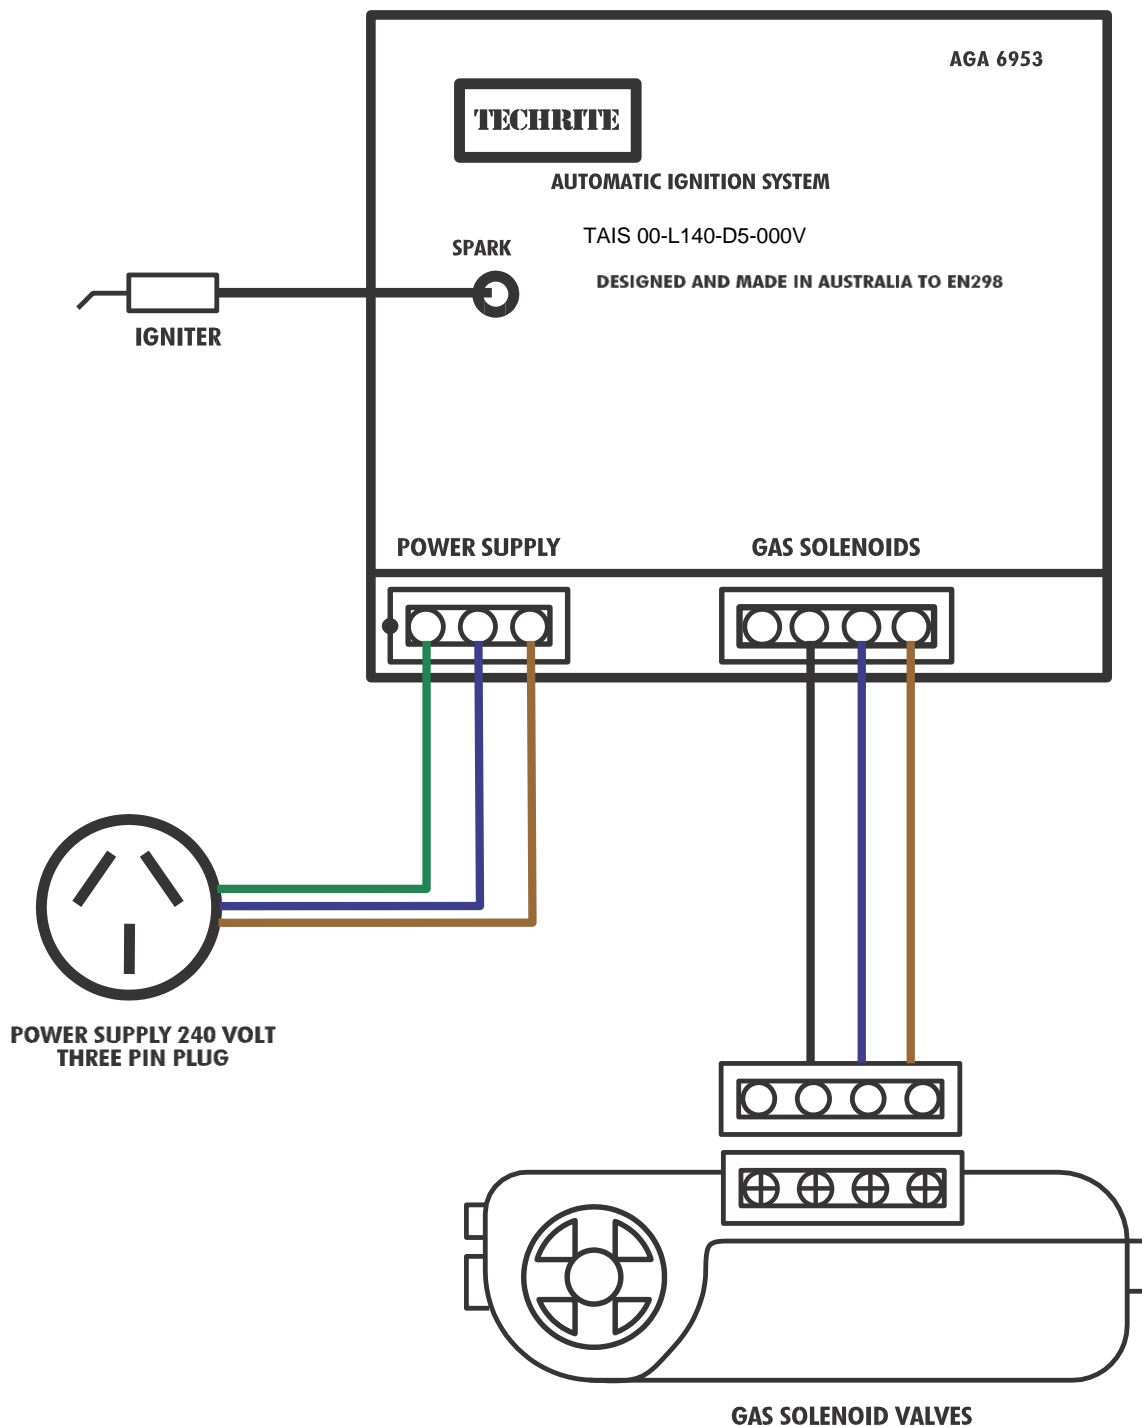 AGA 6953
TECHRITE
AUTOMATIC IGNITION SYSTEM
TAIS 00-L140-D5-000V
SPARK
DESIGNED AND MADE IN AUSTRALIA TO EN298
IGNITER
POWER SUPPLY
GAS SOLENOIDS
POWER SUPPLY 240 VOLT
THREE PIN PLUG
GAS SOLENOID VALVES